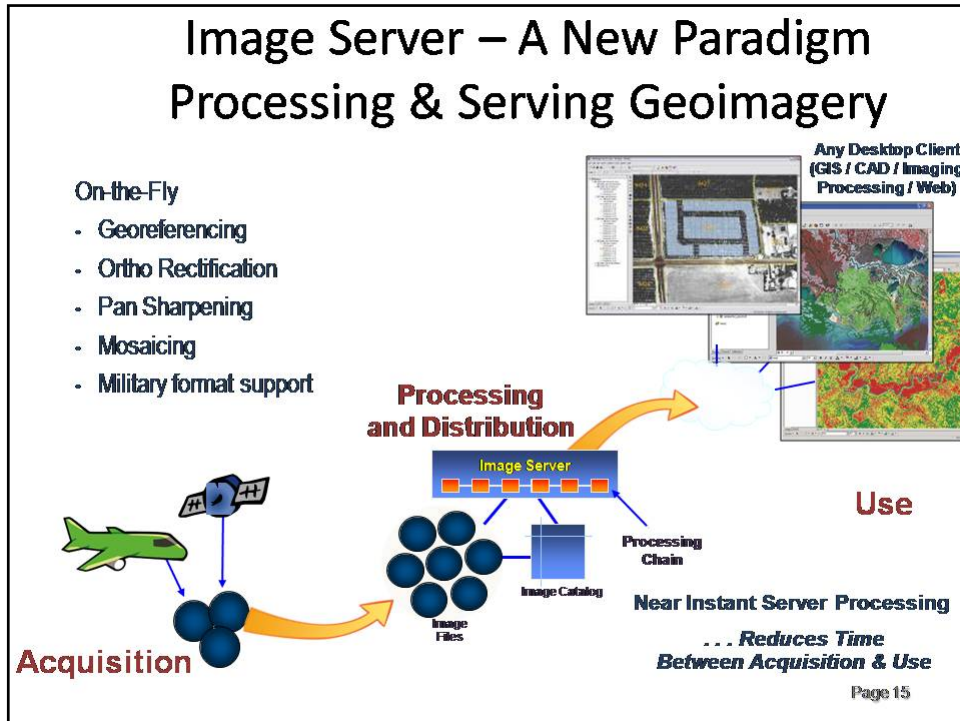 Image Server – A New Paradigm
Processing & Serving Geoimagery
On-the-Fly
- Georeferencing
- Ortho Rectification
- Pan Sharpening
- Mosaicing
- Military format support
Any Desktop Client
(GIS / CAD / Imaging
Processing / Web)
Processing
and Distribution
Image Server
Processing
Chain
Image Catalog
Image
Files
Acquisition
Use
Near Instant Server Processing
. . . Reduces Time
Between Acquisition & Use
Page 15